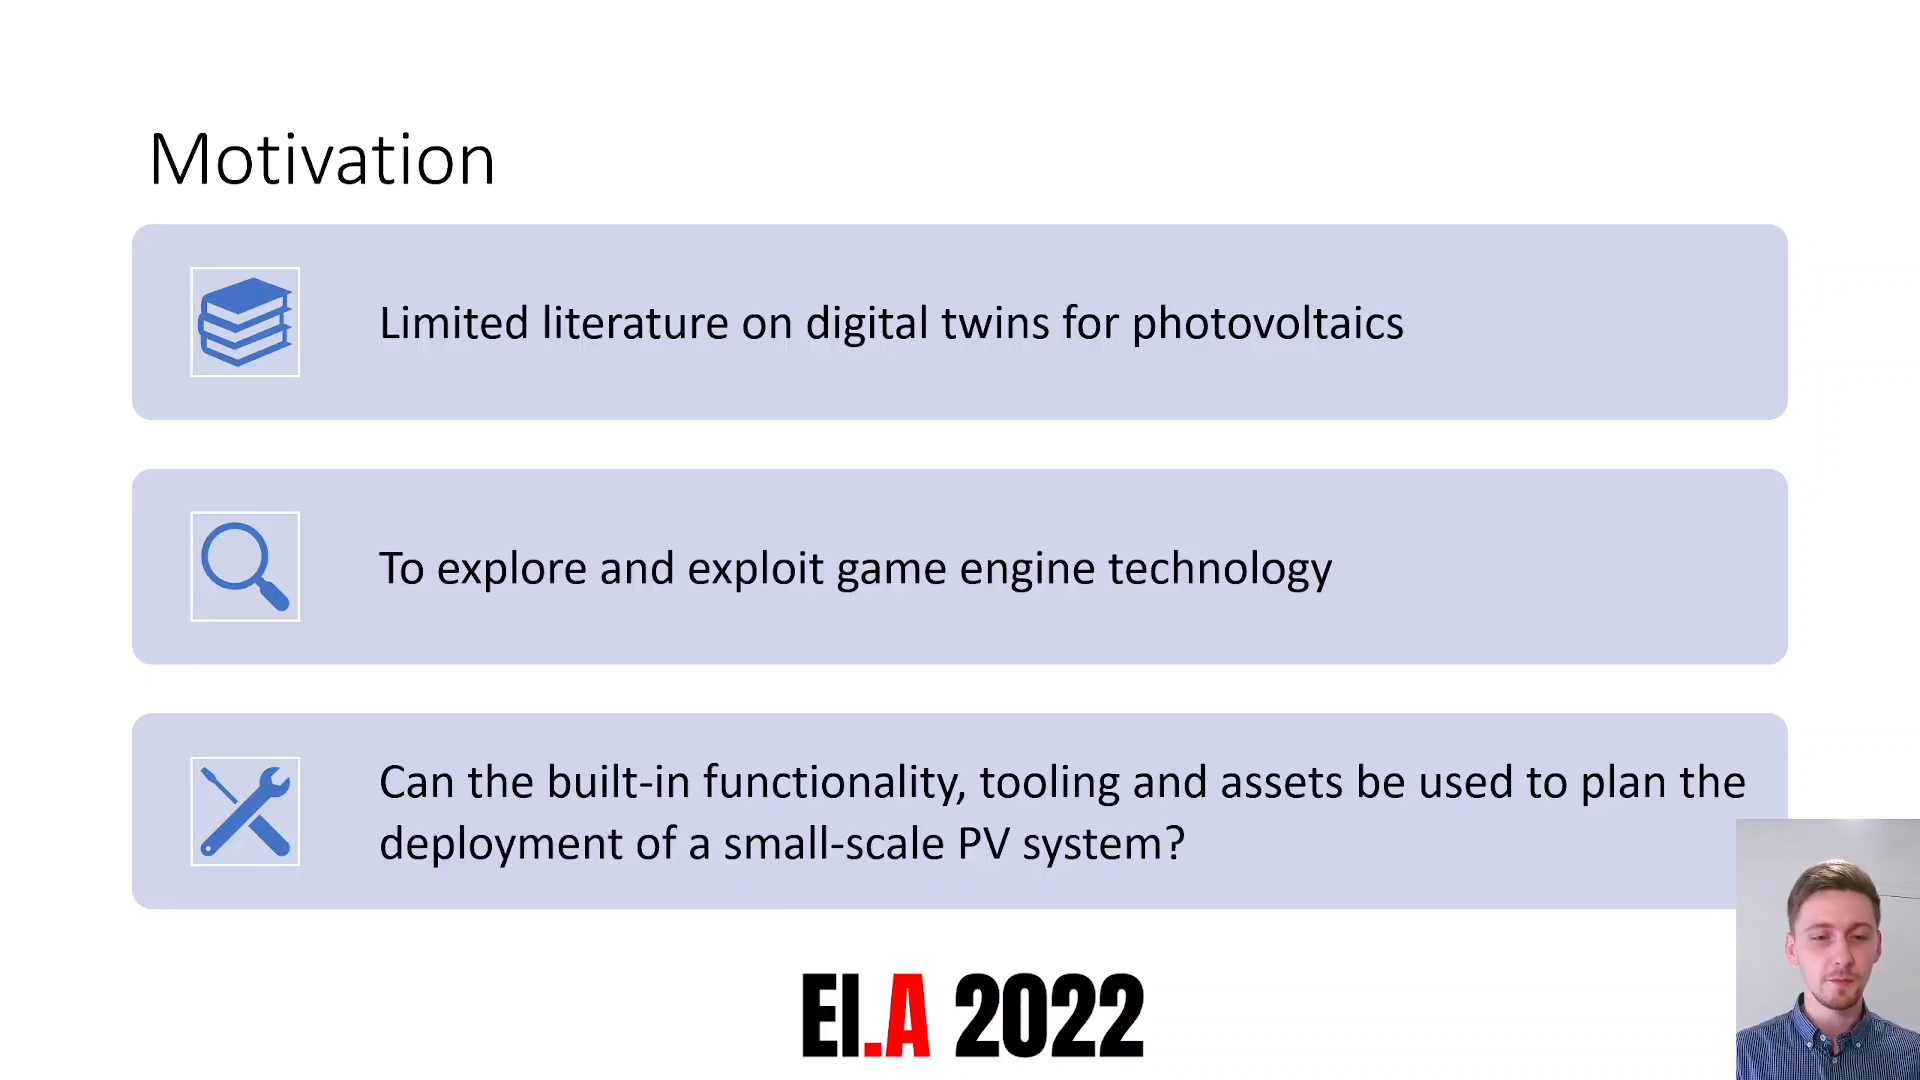 Motivation
Limited literature on digital twins for photovoltaics
To explore and exploit game engine technology
Can the built-in functionality, tooling and assets be used to plan the
deployment of a small-scale PV system?
EI.A 2022